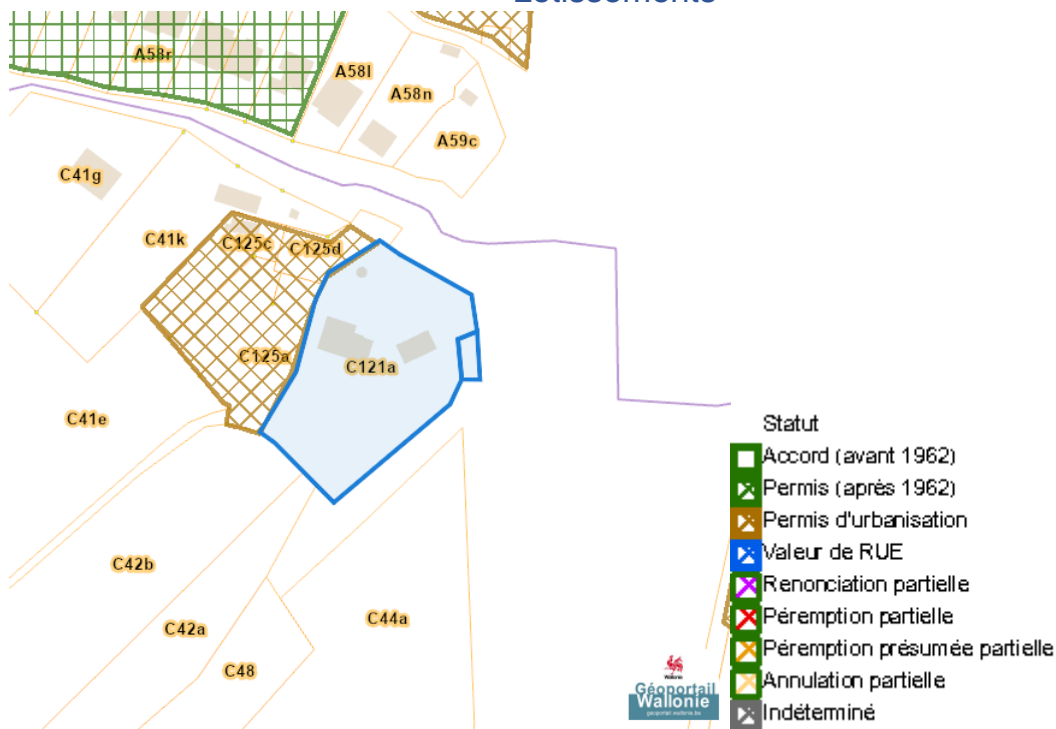 Lotissements
A58r
A58l
A58n
A59c
C41g
C41k
C125c
C125d
C125a
C121a
C41e
C42b
C42a
C44a
C48
Statut
Accord (avant 1962)
Permis (après 1962)
Permis d'urbanisation
Valeur de RUE
Renonciation partielle
Péremption partielle
Péremption présumée partielle
Annulation partielle
Indéterminé
Wallonie
Géoportail
Wallonie
geoportail.wallonie.be